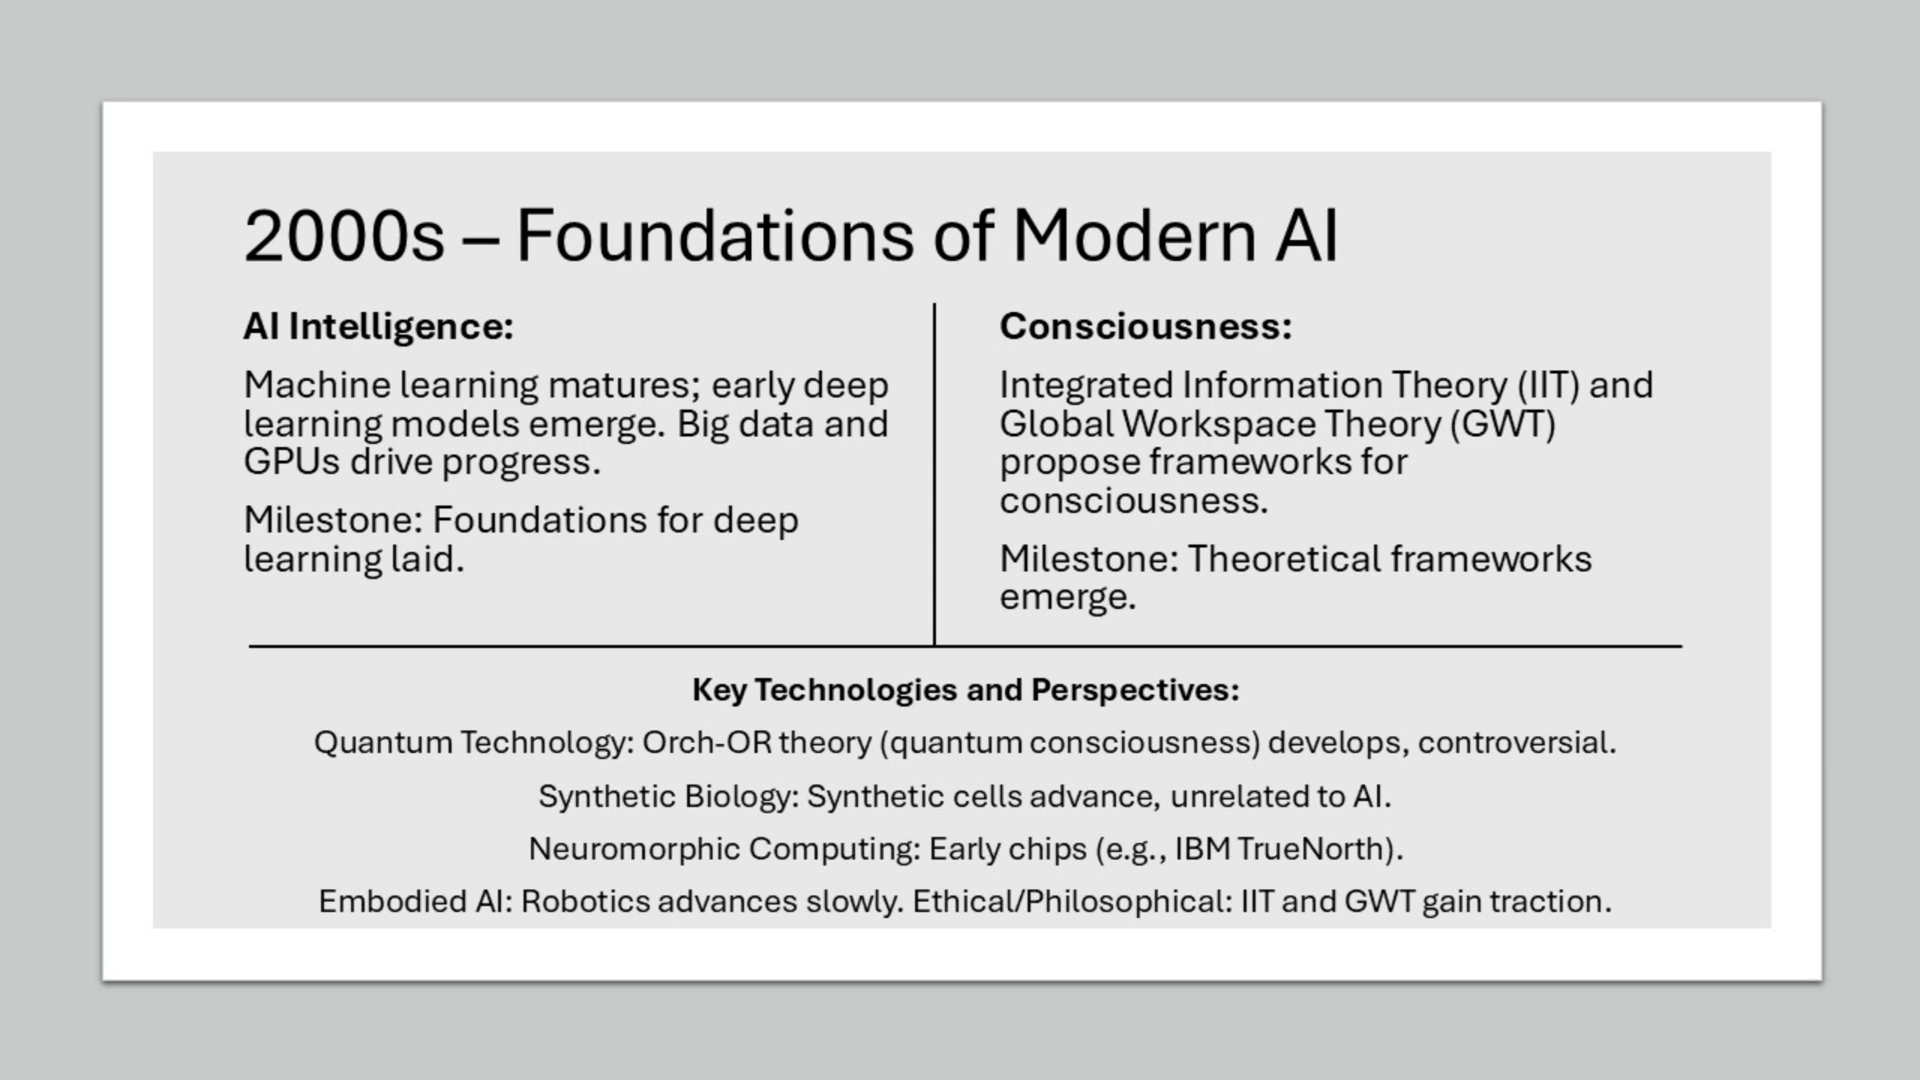 2000s – Foundations of Modern AI
AI Intelligence:
Machine learning matures; early deep
learning models emerge. Big data and
GPUs drive progress.
Milestone: Foundations for deep
learning laid.
Consciousness:
Integrated Information Theory (IIT) and
Global Workspace Theory (GWT)
propose frameworks for
consciousness.
Milestone: Theoretical frameworks
emerge.
Key Technologies and Perspectives:
Quantum Technology: Orch-OR theory (quantum consciousness) develops, controversial.
Synthetic Biology: Synthetic cells advance, unrelated to AI.
Neuromorphic Computing: Early chips (e.g., IBM TrueNorth).
Embodied AI: Robotics advances slowly. Ethical/Philosophical: IIT and GWT gain traction.